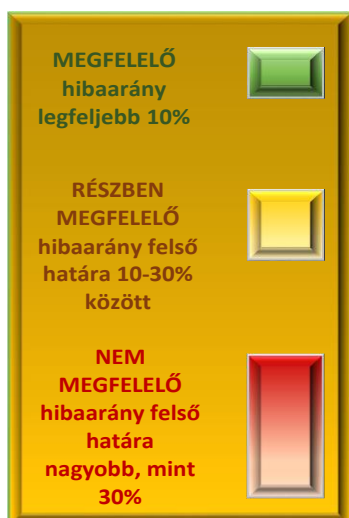 MEGFELELŐ
hibaarány
legfeljebb 10%
RÉSZBEN
MEGFELELŐ
hibaarány felső
határa 10-30%
között
NEM
MEGFELELŐ
hibaarány felső
határa
nagyobb, mint
30%